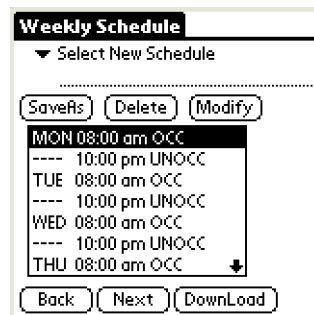 Weekly Schedule
Select New Schedule
SaveAs Delete Modify
MON 08:00 am OCC
---- 10:00 pm UNOCC
TUE 08:00 am OCC
---- 10:00 pm UNOCC
WED 08:00 am OCC
---- 10:00 pm UNOCC
THU 08:00 am OCC
Back Next DownLoad